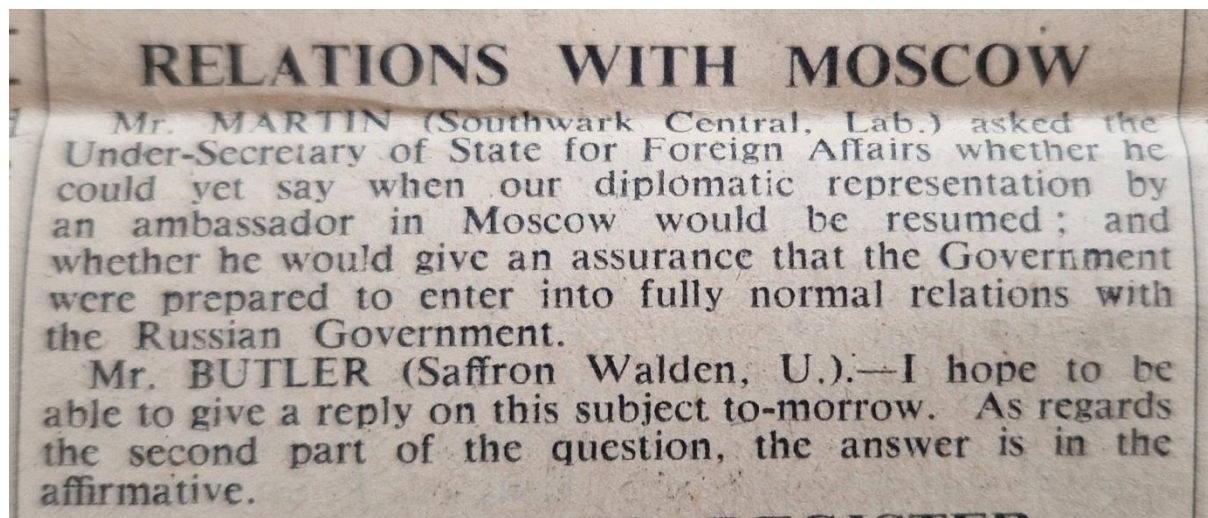 RELATIONS WITH MOSCOW
Mr. MARTIN (Southwark Central, Lab.) asked the
Under-Secretary of State for Foreign Affairs whether he
could yet say when our diplomatic representation by
an ambassador in Moscow would be resumed; and
whether he would give an assurance that the Government
were prepared to enter into fully normal relations with
the Russian Government.
Mr. BUTLER (Saffron Walden, U.).—I hope to be
able to give a reply on this subject to-morrow. As regards
the second part of the question, the answer is in the
affirmative.